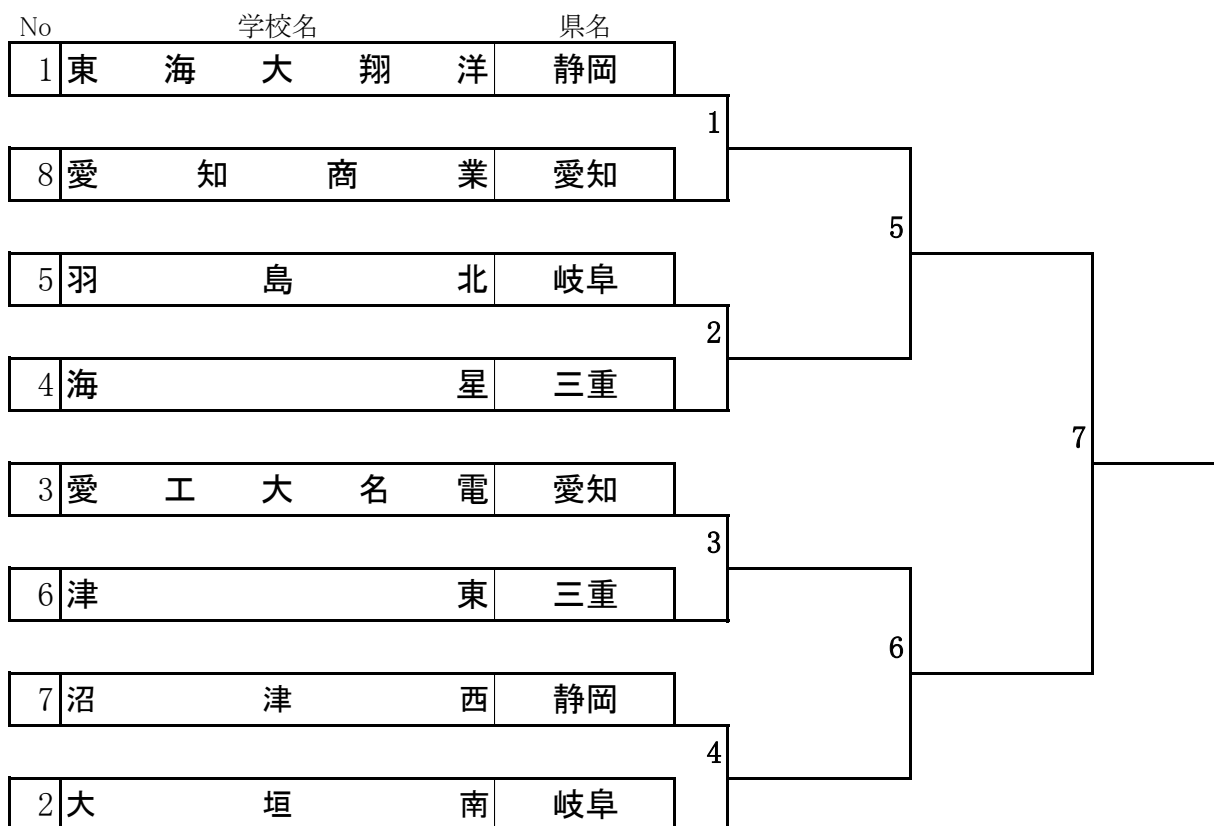 No 学校名 県名
1 東海大翔洋 静岡
1
8 愛知商業 愛知
5
5 羽島北 岐阜
2
4 海星 三重
7
3 愛工大名電 愛知
3
6 津東 三重
6
7 沼津西 静岡
4
2 大垣南 岐阜